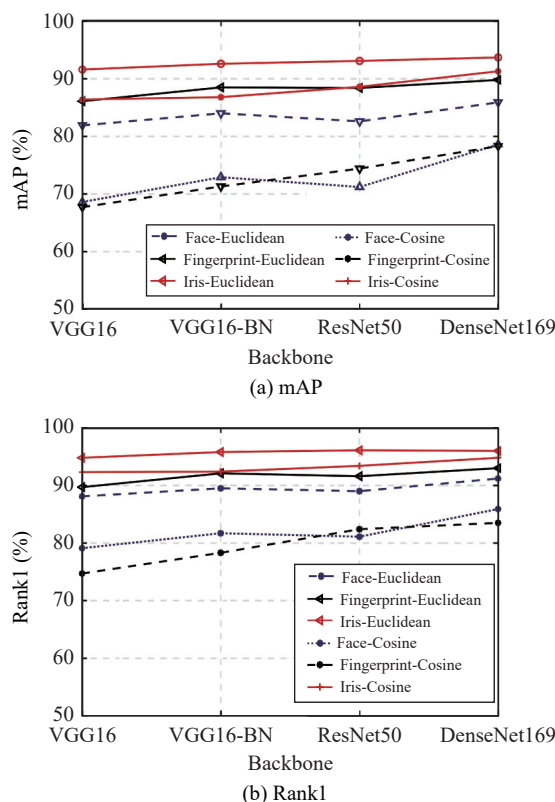 100
90
80
70
60
50
mAP (%)
Face-Euclidean
Face-Cosine
Fingerprint-Euclidean
Fingerprint-Cosine
Iris-Euclidean
Iris-Cosine
VGG16
VGG16-BN
ResNet50
DenseNet169
Backbone
(a) mAP
100
90
80
70
60
50
Rank1 (%)
Face-Euclidean
Fingerprint-Euclidean
Iris-Euclidean
Face-Cosine
Fingerprint-Cosine
Iris-Cosine
VGG16
VGG16-BN
ResNet50
DenseNet169
Backbone
(b) Rank1